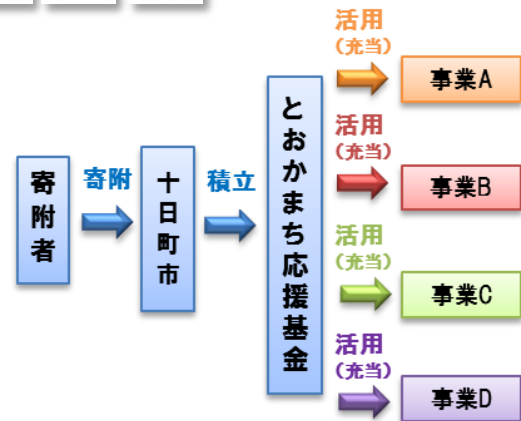 寄附者
寄附
十日町市
積立
とおかまち応援基金
活用
(充当)
事業A
活用
(充当)
事業B
活用
(充当)
事業C
活用
(充当)
事業D